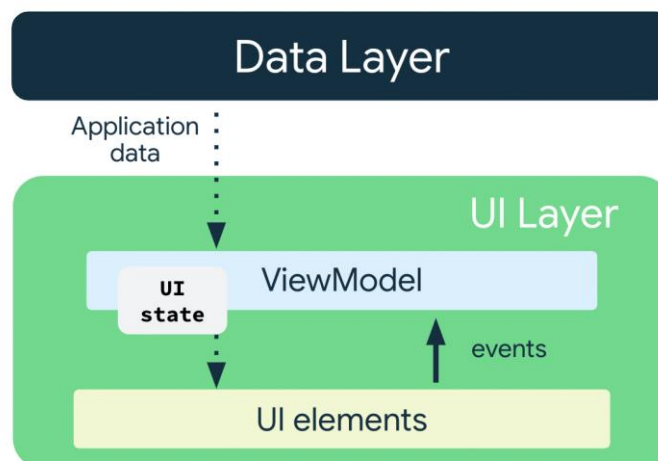 Data Layer
Application
data
UI Layer
ViewModel
UI
state
events
UI elements